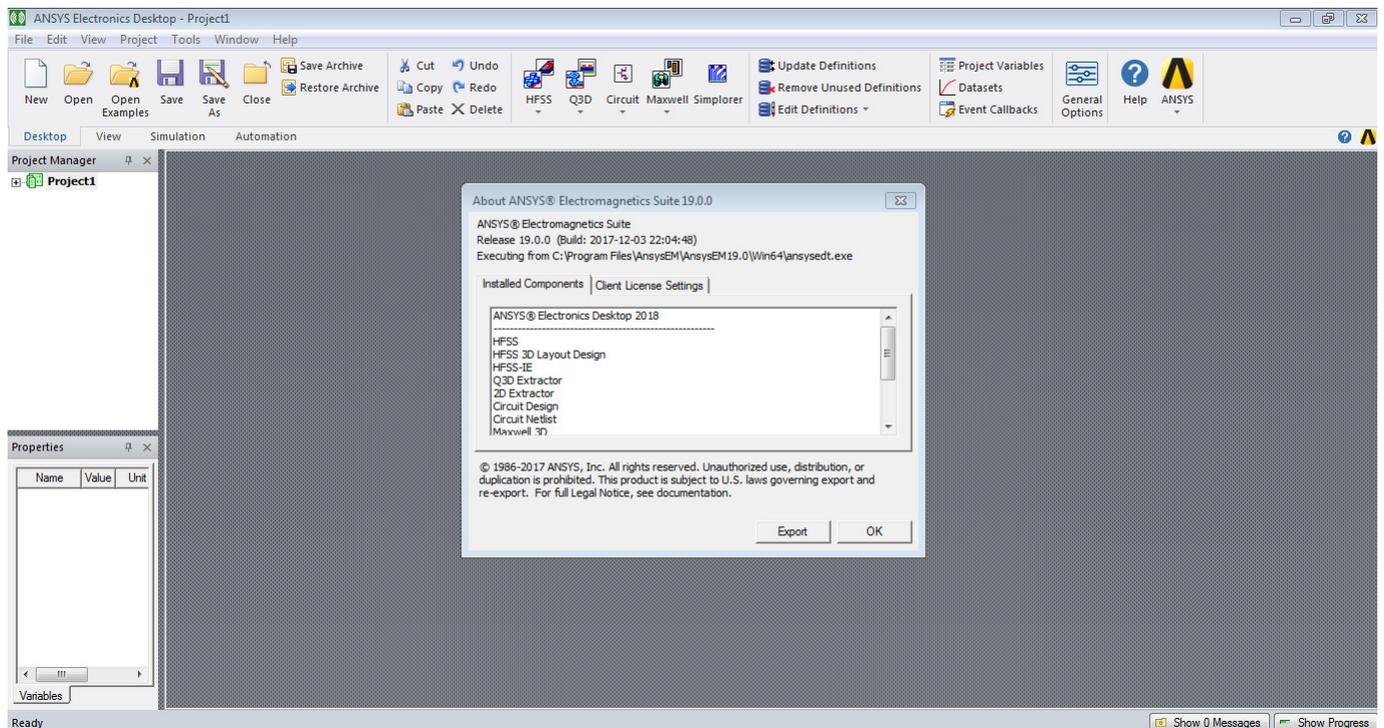 ANSYS Electronics Desktop - Project1
File Edit View Project Tools Window Help
New
Open
Open Examples
Save
Save As
Close
Save Archive
Restore Archive
Cut
Copy
Paste
Undo
Redo
Delete
HFSS
Q3D
Circuit
Maxwell
Simplorer
Update Definitions
Remove Unused Definitions
Edit Definitions
Project Variables
Datasets
Event Callbacks
General Options
Help
ANSYS
Desktop View Simulation Automation
Project Manager
Project1
About ANSYS® Electromagnetics Suite 19.0.0
ANSYS® Electromagnetics Suite
Release 19.0.0 (Build: 2017-12-03 22:04:48)
Executing from C:\Program Files\AnsysEM\AnsysEM19.0\Win64\ansysedt.exe
Installed Components Client License Settings
ANSYS® Electronics Desktop 2018
------------------------------------------------------
HFSS
HFSS 3D Layout Design
HFSS-IE
Q3D Extractor
2D Extractor
Circuit Design
Circuit Netlist
Maxwell 3D
© 1986-2017 ANSYS, Inc. All rights reserved. Unauthorized use, distribution, or
duplication is prohibited. This product is subject to U.S. laws governing export and
re-export. For full Legal Notice, see documentation.
Export OK
Properties
Name Value Unit
Variables
Ready
Show 0 Messages Show Progress